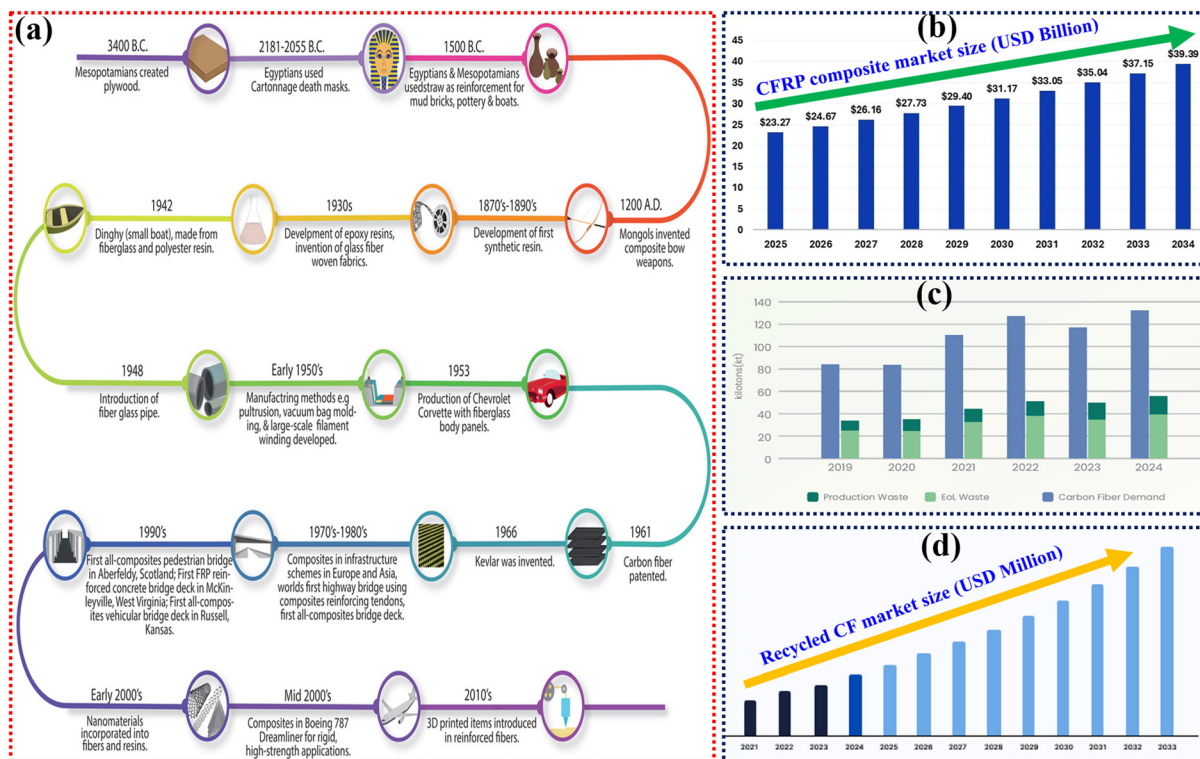 (a)
3400 B.C.
Mesopotamians created
plywood.
2181-2055 B.C.
Egyptians used
Cartonnage death masks.
1500 B.C.
Egyptians & Mesopotamians
usedstraw as reinforcement for
mud bricks, pottery & boats.
1942
Dinghy (small boat), made from
fiberglass and polyester resin.
1930s
Develpment of epoxy resins,
invention of glass fiber
woven fabrics.
1870's-1890's
Development of first
synthetic resin.
1200 A.D.
Mongols invented
composite bow
weapons.
1948
Introduction of
fiber glass pipe.
Early 1950's
Manufactring methods e.g
pultrusion, vacuum bag mold-
ing, & large-scale filament
winding developed.
1953
Production of Chevrolet
Corvette with fiberglass
body panels.
1990's
First all-composites pedestrian bridge
in Aberfeldy, Scotland; First FRP rein-
forced concrete bridge deck in McKin-
leyville, West Virginia; First all-compos-
ites vehicular bridge deck in Russell,
Kansas.
1970's-1980's
Composites in infrastructure
schemes in Europe and Asia,
worlds first highway bridge using
composites reinforcing tendons,
first all-composites bridge deck.
1966
Kevlar was invented.
1961
Carbon fiber
patented.
Early 2000's
Nanomaterials
incorporated into
fibers and resins.
Mid 2000's
Composites in Boeing 787
Dreamliner for rigid,
high-strength applications.
2010's
3D printed items introduced
in reinforced fibers.
(b)
CFRP composite market size (USD Billion)
45
40
35
30
25
20
15
10
5
0
$23.27
$24.67
$26.16
$27.73
$29.40
$31.17
$33.05
$35.04
$37.15
$39.39
2025 2026 2027 2028 2029 2030 2031 2032 2033 2034
(c)
kilotons(kt)
140
120
100
80
60
40
20
0
2019 2020 2021 2022 2023 2024
Production Waste EoL Waste Carbon Fiber Demand
(d)
Recycled CF market size (USD Million)
2021 2022 2023 2024 2025 2026 2027 2028 2029 2030 2031 2032 2033